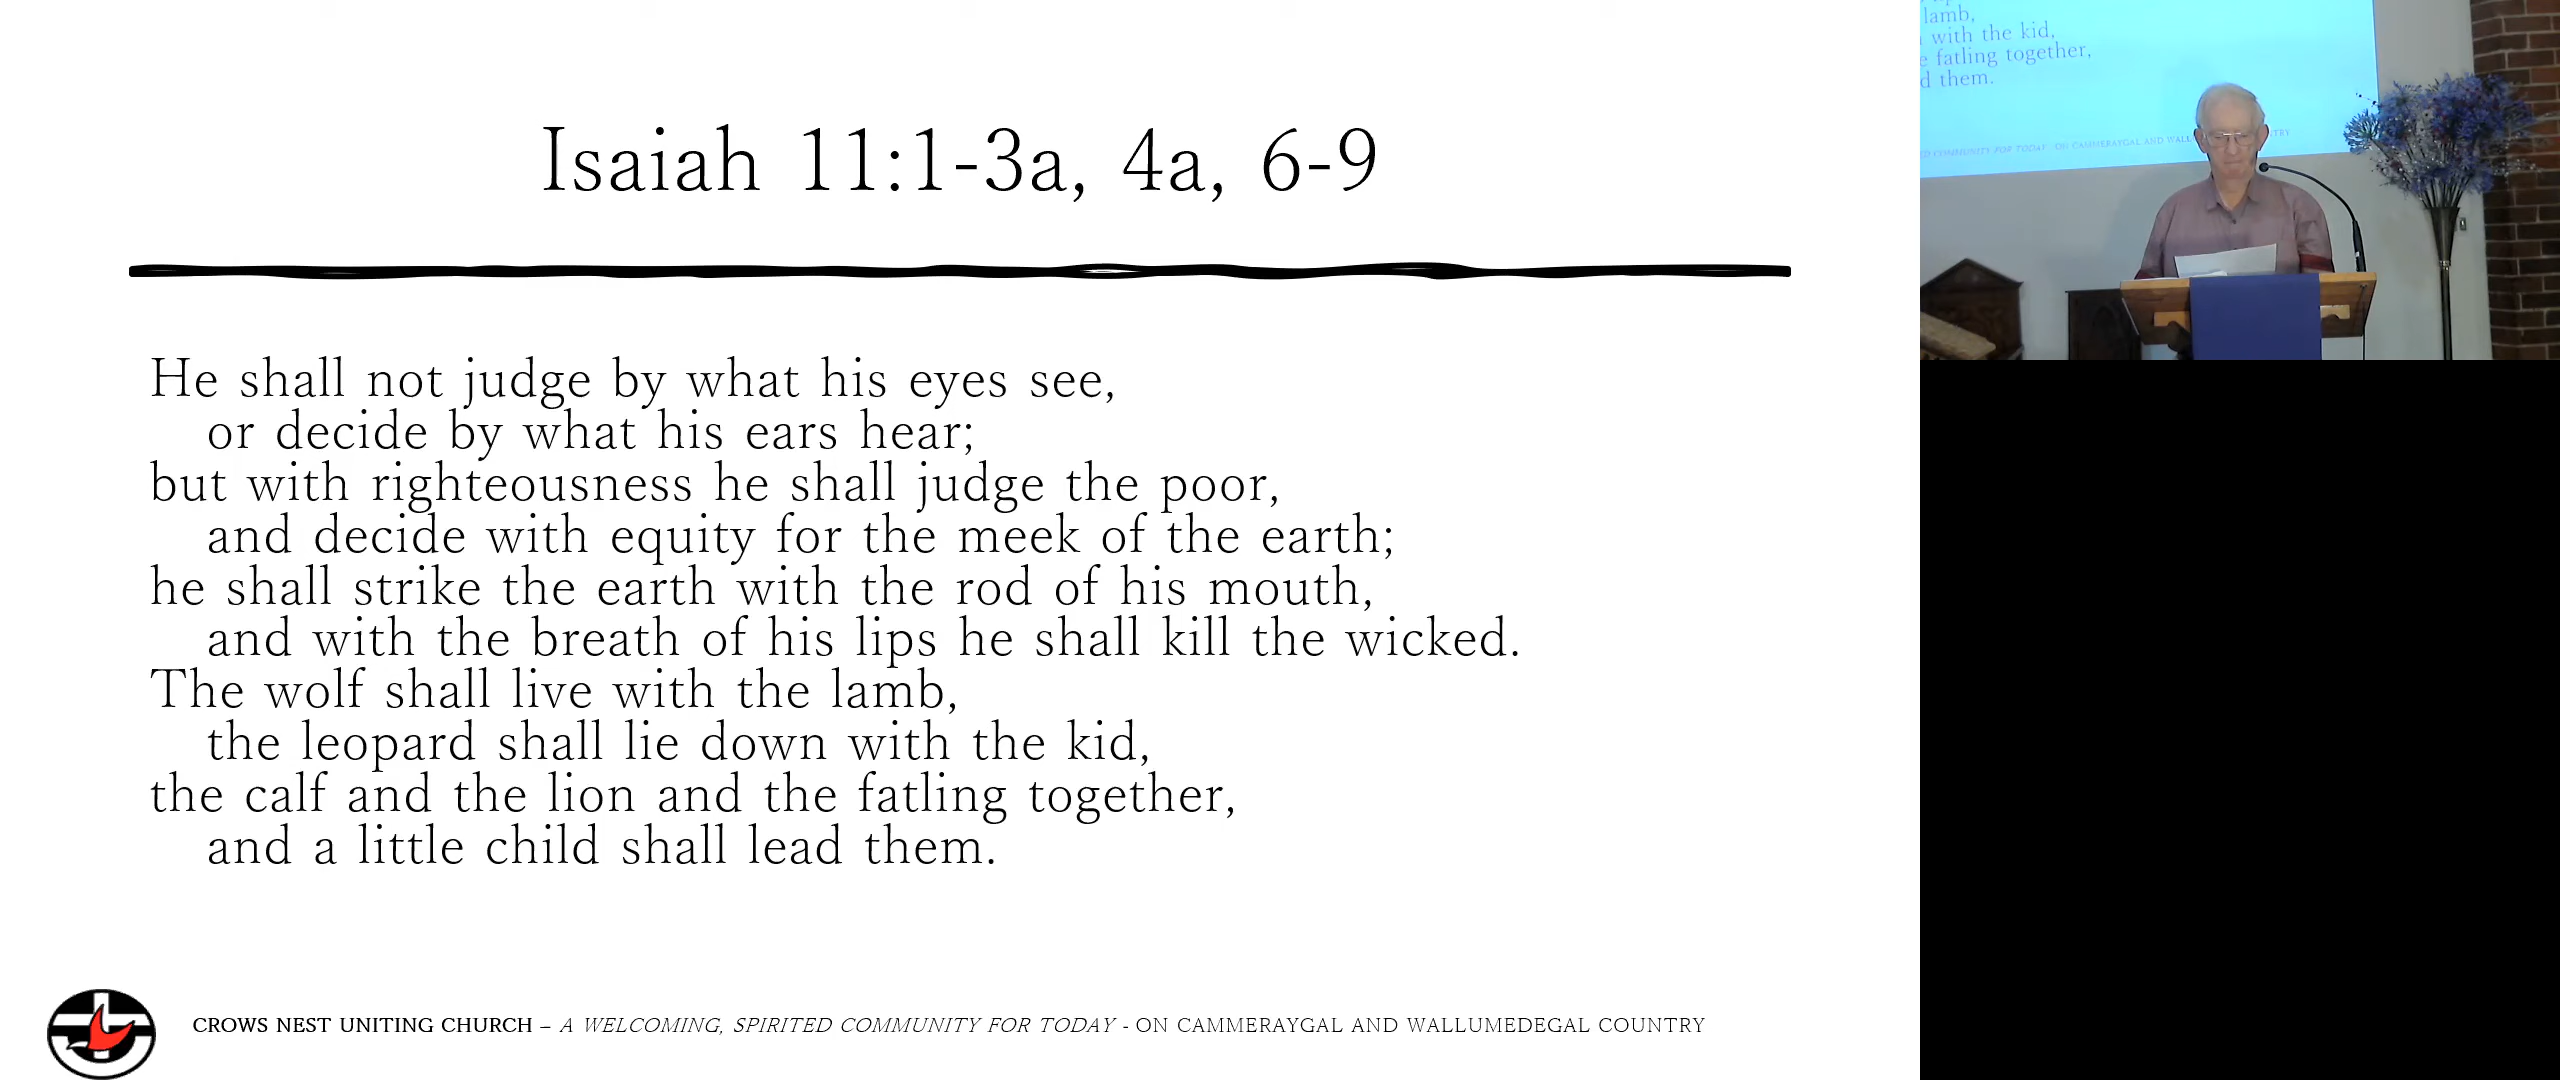 Isaiah 11:1-3a, 4a, 6-9
He shall not judge by what his eyes see,
or decide by what his ears hear;
but with righteousness he shall judge the poor,
and decide with equity for the meek of the earth;
he shall strike the earth with the rod of his mouth,
and with the breath of his lips he shall kill the wicked.
The wolf shall live with the lamb,
the leopard shall lie down with the kid,
the calf and the lion and the fatling together,
and a little child shall lead them.
CROWS NEST UNITING CHURCH – A WELCOMING, SPIRITED COMMUNITY FOR TODAY - ON CAMMERAYGAL AND WALLUMEDEGAL COUNTRY
lamb,
with the kid,
fatling together,
them.
COMMUNITY FOR TODAY - ON CAMMERAYGAL AND